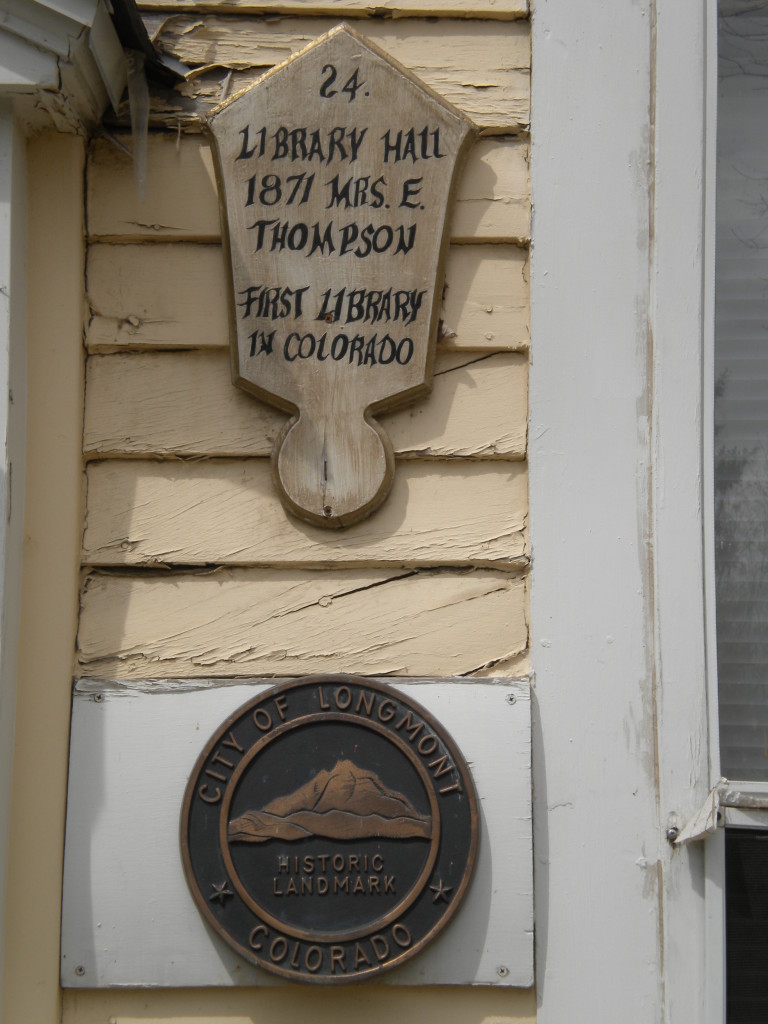 24.
LIBRARY HALL
1871 MRS. E.
THOMPSON
FIRST LIBRARY
IN COLORADO
CITY OF LONGMONT
HISTORIC
LANDMARK
COLORADO